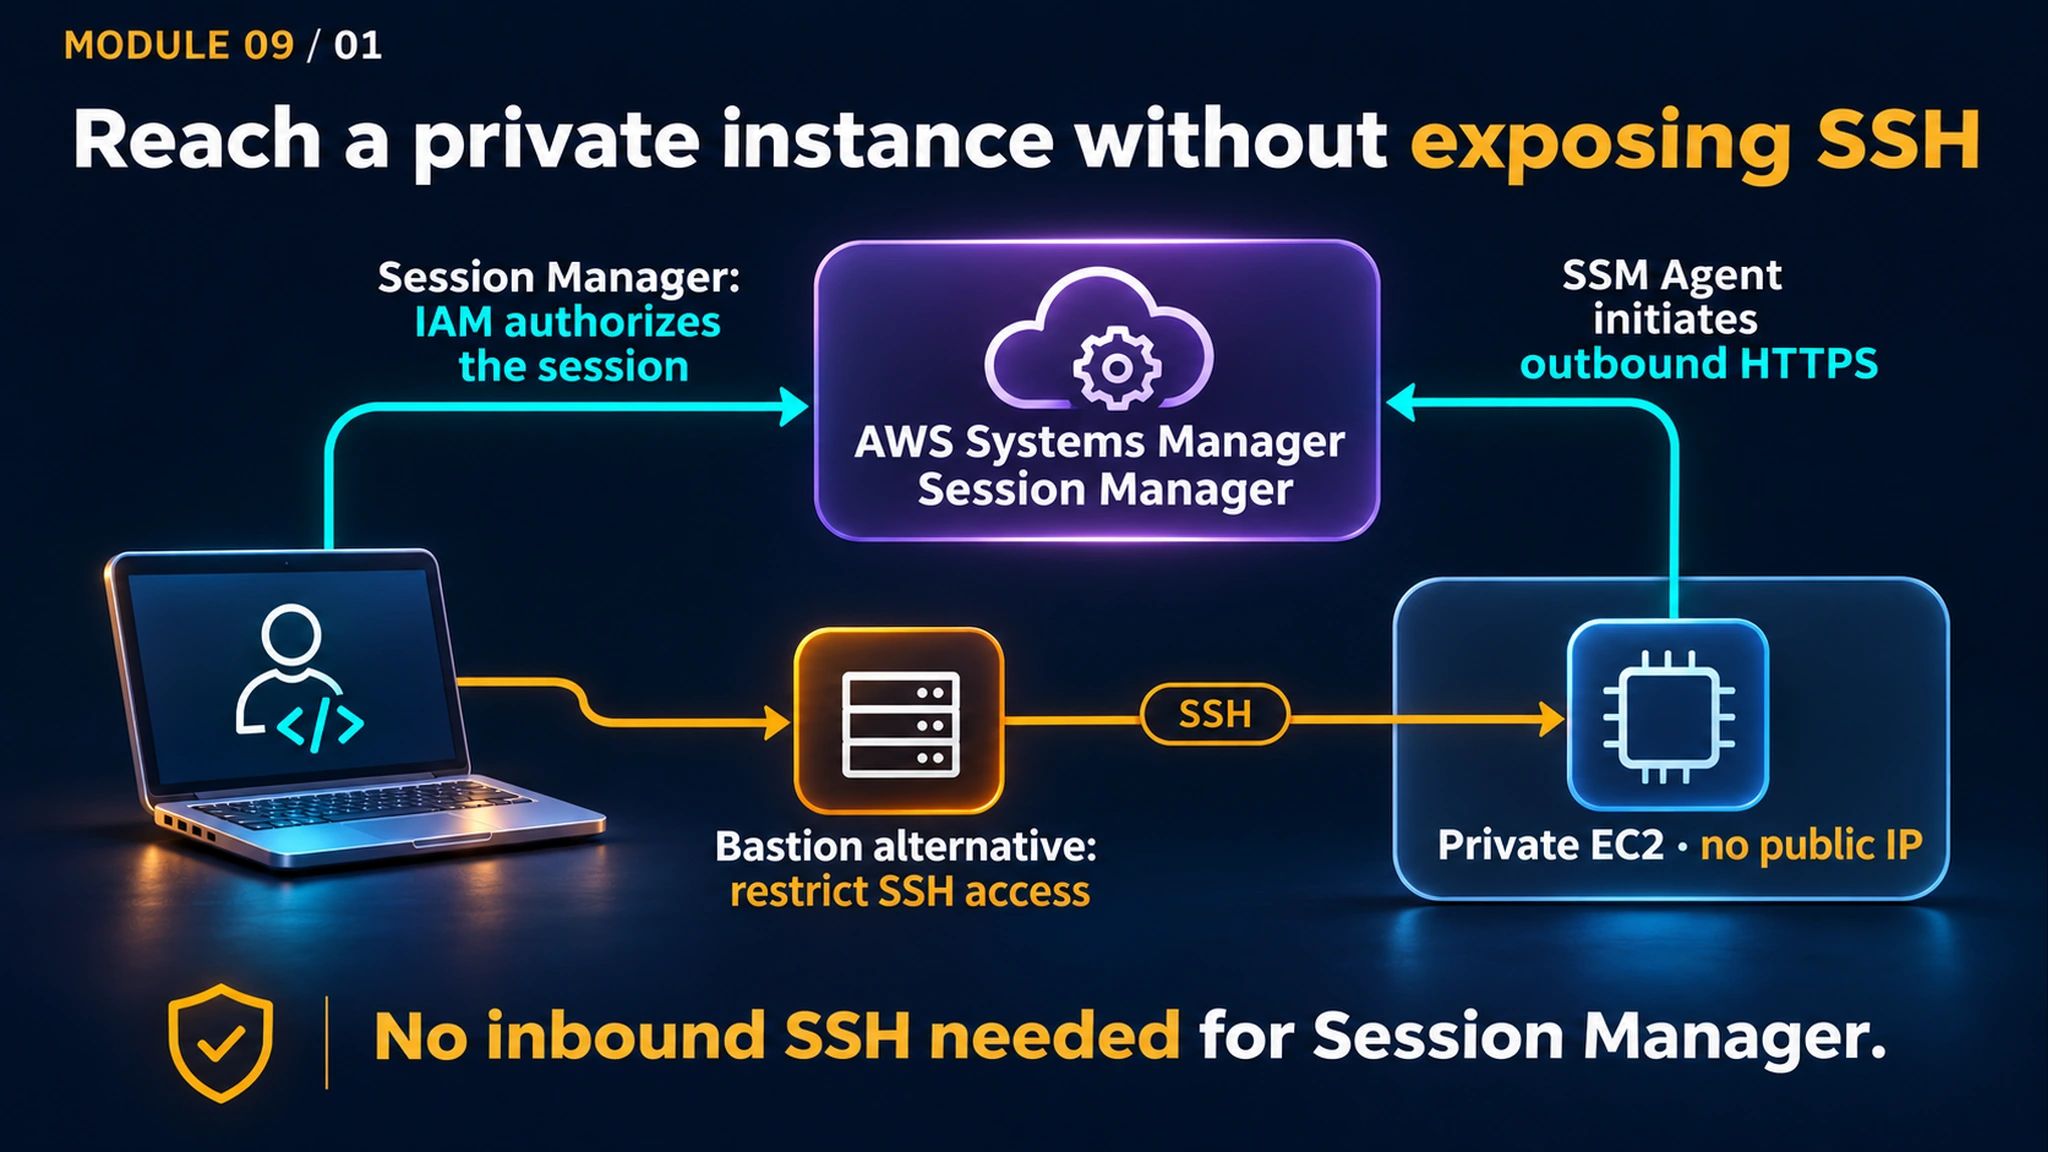 MODULE 09 / 01
Reach a private instance without exposing SSH
Session Manager:
IAM authorizes
the session
AWS Systems Manager
Session Manager
SSM Agent
initiates
outbound HTTPS
</>
SSH
Bastion alternative:
restrict SSH access
Private EC2 · no public IP
No inbound SSH needed for Session Manager.